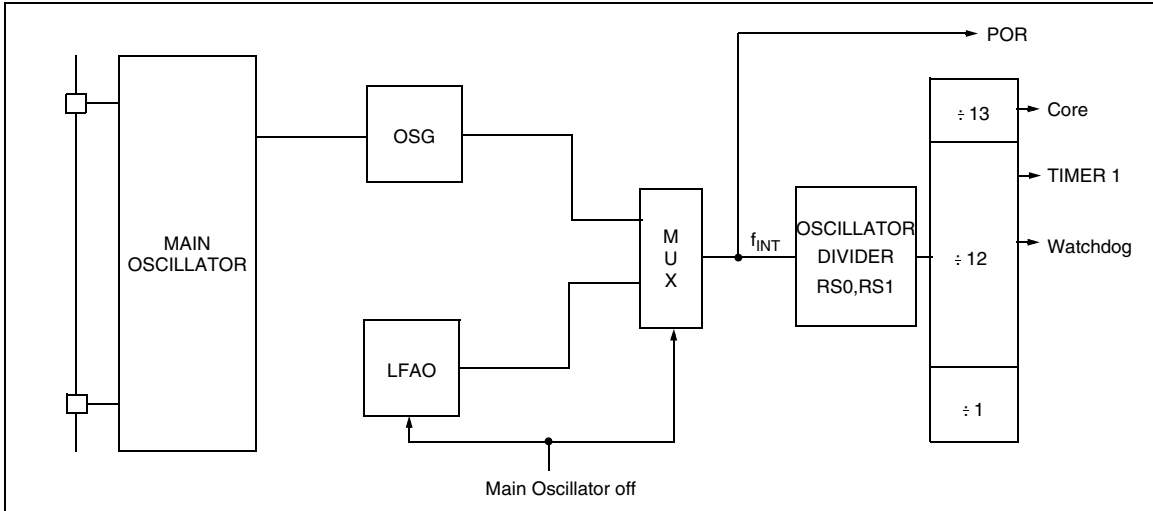 POR
÷ 13
Core
OSG
TIMER 1
MAIN
OSCILLATOR
M
U
X
fINT
OSCILLATOR
DIVIDER
RS0,RS1
÷ 12
Watchdog
LFAO
÷ 1
Main Oscillator off